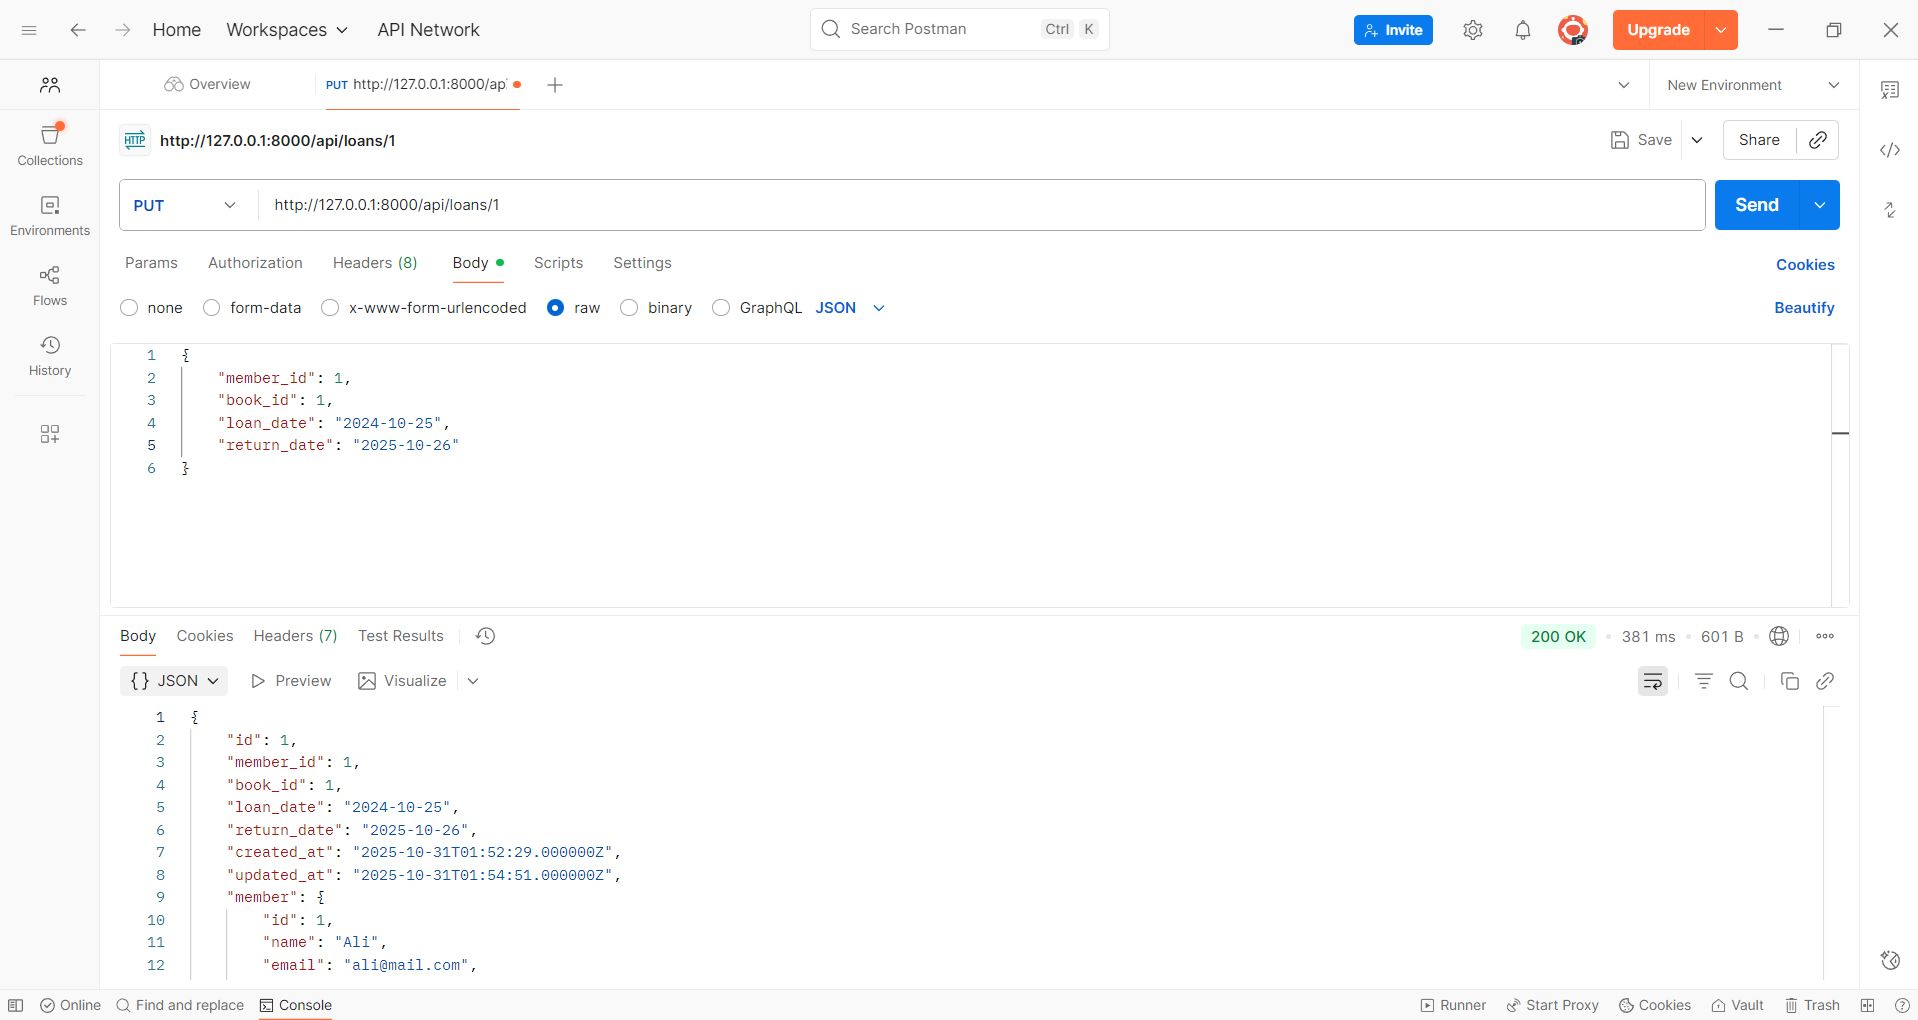 Home Workspaces API Network Search Postman Ctrl K Invite Upgrade
Overview PUT http://127.0.0.1:8000/ap New Environment
HTTP http://127.0.0.1:8000/api/loans/1 Save Share
Collections
PUT http://127.0.0.1:8000/api/loans/1 Send
Environments
Params Authorization Headers (8) Body Scripts Settings Cookies
Flows
none form-data x-www-form-urlencoded raw binary GraphQL JSON Beautify
History
1 {
2 "member_id": 1,
3 "book_id": 1,
4 "loan_date": "2024-10-25",
5 "return_date": "2025-10-26"
6 }
Body Cookies Headers (7) Test Results 200 OK 381 ms 601 B
{} JSON Preview Visualize
1 {
2 "id": 1,
3 "member_id": 1,
4 "book_id": 1,
5 "loan_date": "2024-10-25",
6 "return_date": "2025-10-26",
7 "created_at": "2025-10-31T01:52:29.000000Z",
8 "updated_at": "2025-10-31T01:54:51.000000Z",
9 "member": {
10 "id": 1,
11 "name": "Ali",
12 "email": "ali@mail.com",
Online Find and replace Console Runner Start Proxy Cookies Vault Trash